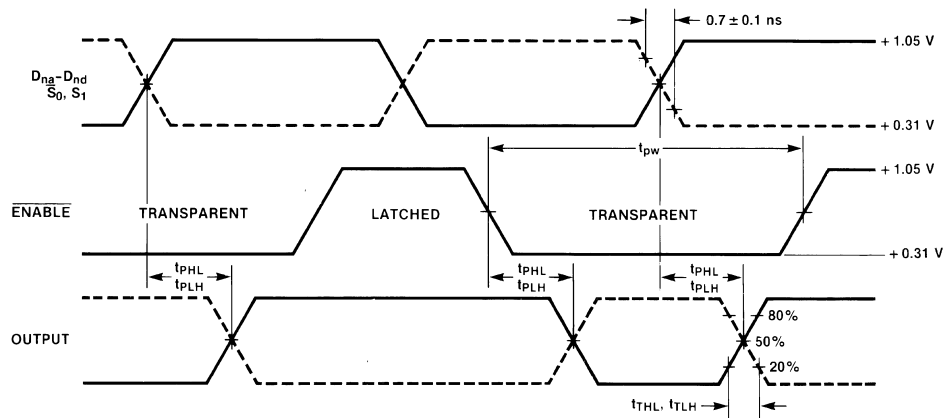 0.7 ± 0.1 ns
+ 1.05 V
Dna–Dnd
S0, S1
+ 0.31 V
tpw
+ 1.05 V
ENABLE
TRANSPARENT
LATCHED
TRANSPARENT
+ 0.31 V
tPHL
tPLH
tPHL
tPLH
tPHL
tPLH
80%
OUTPUT
50%
20%
tTHL, tTLH